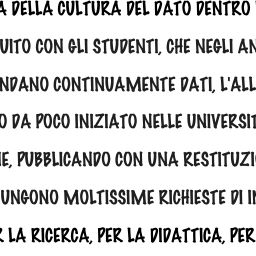 A DELLA CULTURA DEL DATO DENTRO
UITO CON GLI STUDENTI, CHE NEGLI AN
NDANO CONTINUAMENTE DATI, L'ALL
O DA POCO INIZIATO NELLE UNIVERSIT
E, PUBBLICANDO CON UNA RESTITUZI
UNGONO MOLTISSIME RICHIESTE DI I
R LA RICERCA, PER LA DIDATTICA, PER